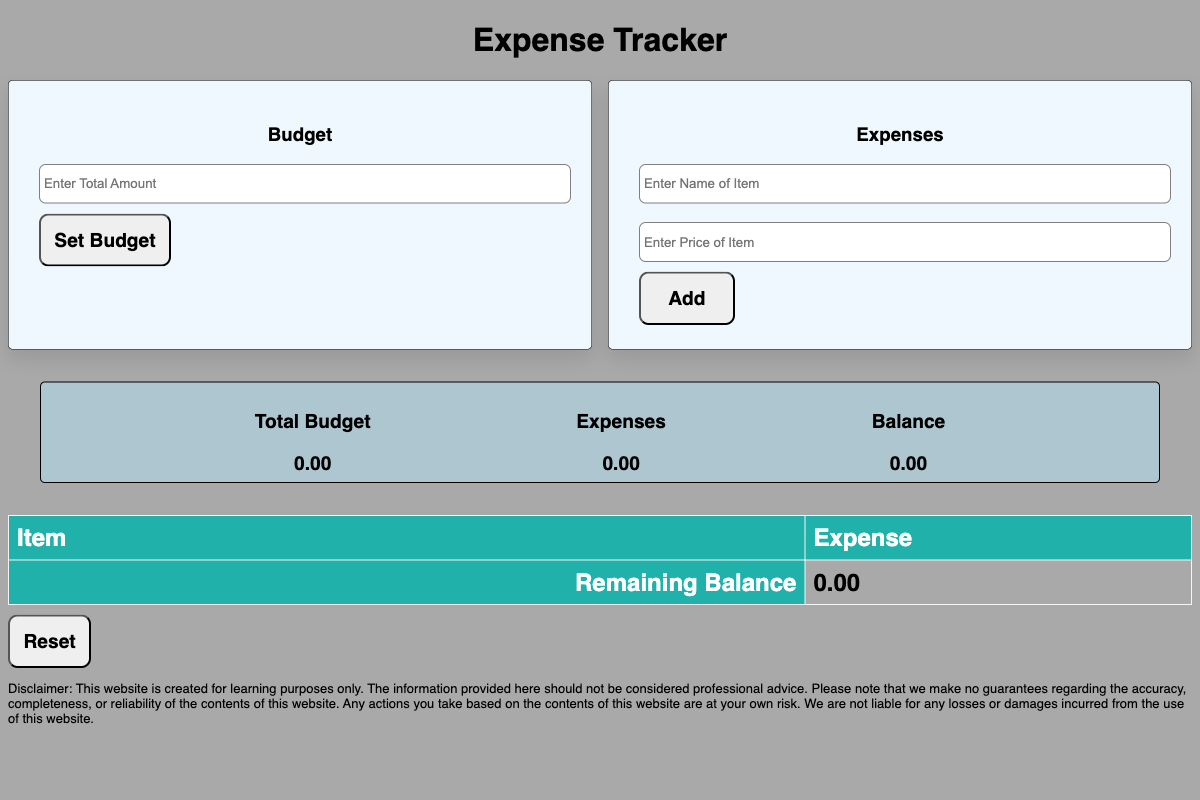 Expense Tracker
Budget
Enter Total Amount
Set Budget
Expenses
Enter Name of Item
Enter Price of Item
Add
Total Budget Expenses Balance
0.00 0.00 0.00
Item Expense
Remaining Balance 0.00
Reset
Disclaimer: This website is created for learning purposes only. The information provided here should not be considered professional advice. Please note that we make no guarantees regarding the accuracy,
completeness, or reliability of the contents of this website. Any actions you take based on the contents of this website are at your own risk. We are not liable for any losses or damages incurred from the use
of this website.